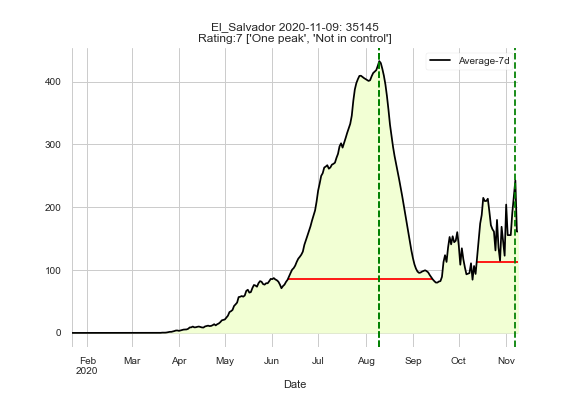 El_Salvador 2020-11-09: 35145
Rating:7 ['One peak', 'Not in control']
Average-7d
400
300
200
100
0
Feb Mar Apr May Jun Jul Aug Sep Oct Nov
2020
Date